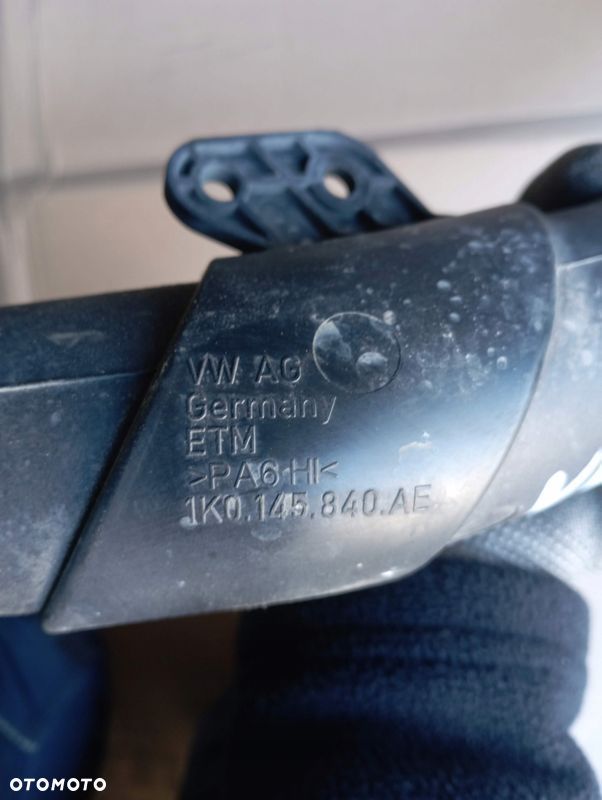 VW AG
Germany
ETM
>PA6 HI<
1K0.145.840.AE
OTOMOTO